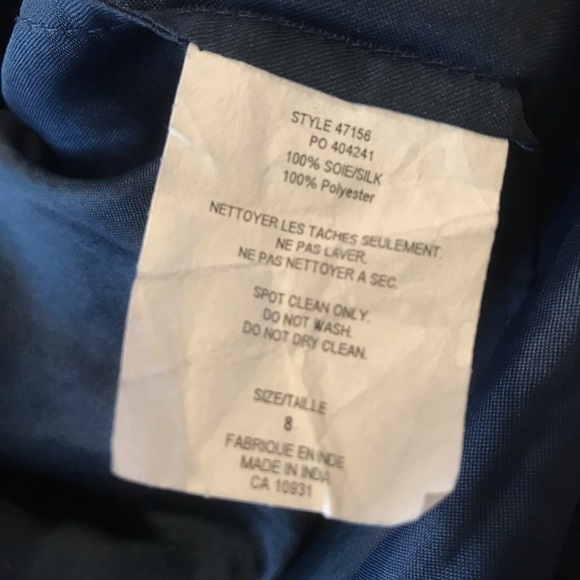 STYLE 47156
PO 404241
100% SOIE/SILK
100% Polyester
NETTOYER LES TACHES SEULEMENT.
NE PAS LAVER.
NE PAS NETTOYER A SEC.
SPOT CLEAN ONLY.
DO NOT WASH.
DO NOT DRY CLEAN.
SIZE/TAILLE
8
FABRIQUE EN INDE
MADE IN INDIA
CA 10931